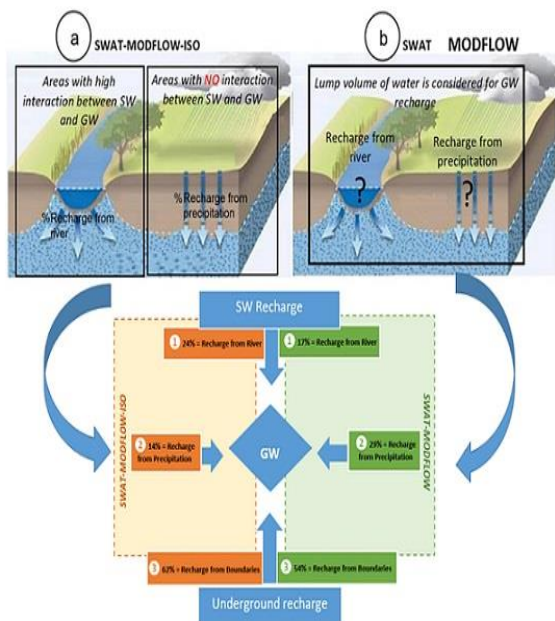 a SWAT-MODFLOW-ISO
b SWAT MODFLOW
Areas with high
interaction between SW
and GW
Areas with NO interaction
between SW and GW
% Recharge from
river
% Recharge from
precipitation
Lump volume of water is considered for GW
recharge
Recharge from
river
?
Recharge from
precipitation
?
SW Recharge
1 24% = Recharge from River
1 17% = Recharge from River
SWAT-MODFLOW-ISO
2 14% = Recharge
from Precipitation
GW
2 29% = Recharge
from Precipitation
SWAT-MODFLOW
3 62% = Recharge from Boundaries
3 54% = Recharge from Boundaries
Underground recharge